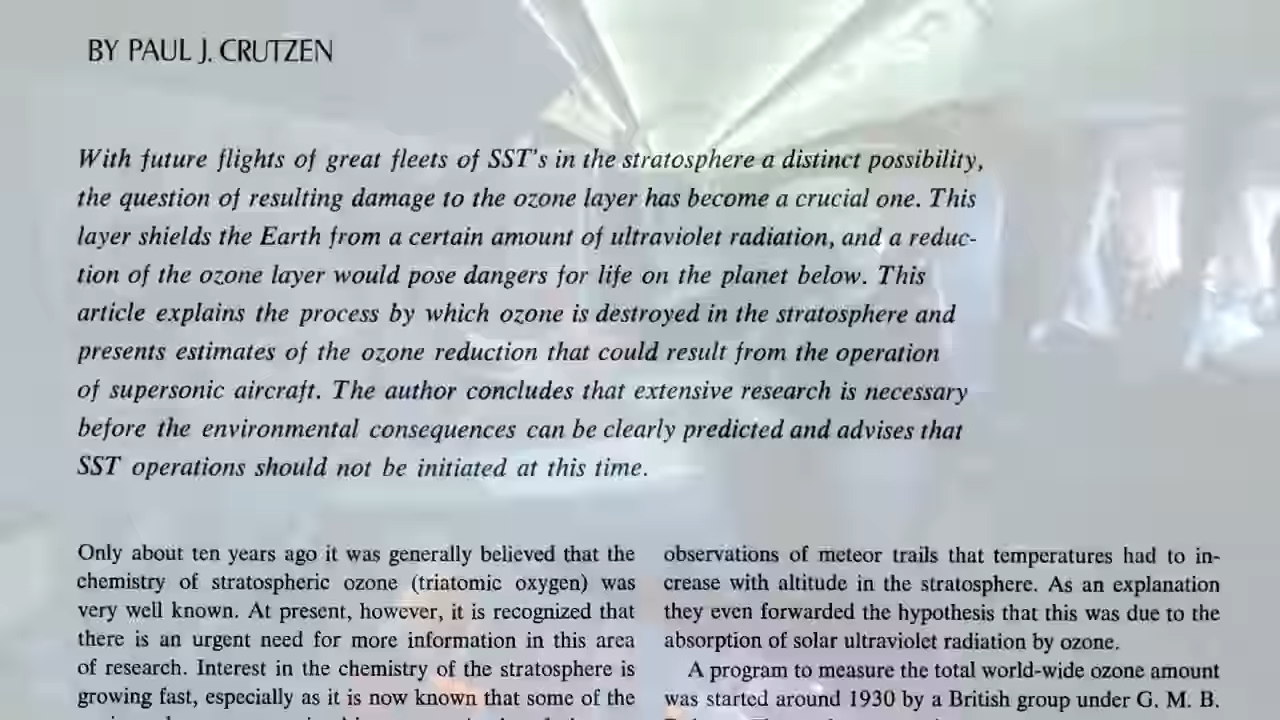 BY PAUL J. CRUTZEN
With future flights of great fleets of SST's in the stratosphere a distinct possibility,
the question of resulting damage to the ozone layer has become a crucial one. This
layer shields the Earth from a certain amount of ultraviolet radiation, and a reduc-
tion of the ozone layer would pose dangers for life on the planet below. This
article explains the process by which ozone is destroyed in the stratosphere and
presents estimates of the ozone reduction that could result from the operation
of supersonic aircraft. The author concludes that extensive research is necessary
before the environmental consequences can be clearly predicted and advises that
SST operations should not be initiated at this time.
Only about ten years ago it was generally believed that the
chemistry of stratospheric ozone (triatomic oxygen) was
very well known. At present, however, it is recognized that
there is an urgent need for more information in this area
of research. Interest in the chemistry of the stratosphere is
growing fast, especially as it is now known that some of the
observations of meteor trails that temperatures had to in-
crease with altitude in the stratosphere. As an explanation
they even forwarded the hypothesis that this was due to the
absorption of solar ultraviolet radiation by ozone.
A program to measure the total world-wide ozone amount
was started around 1930 by a British group under G. M. B.